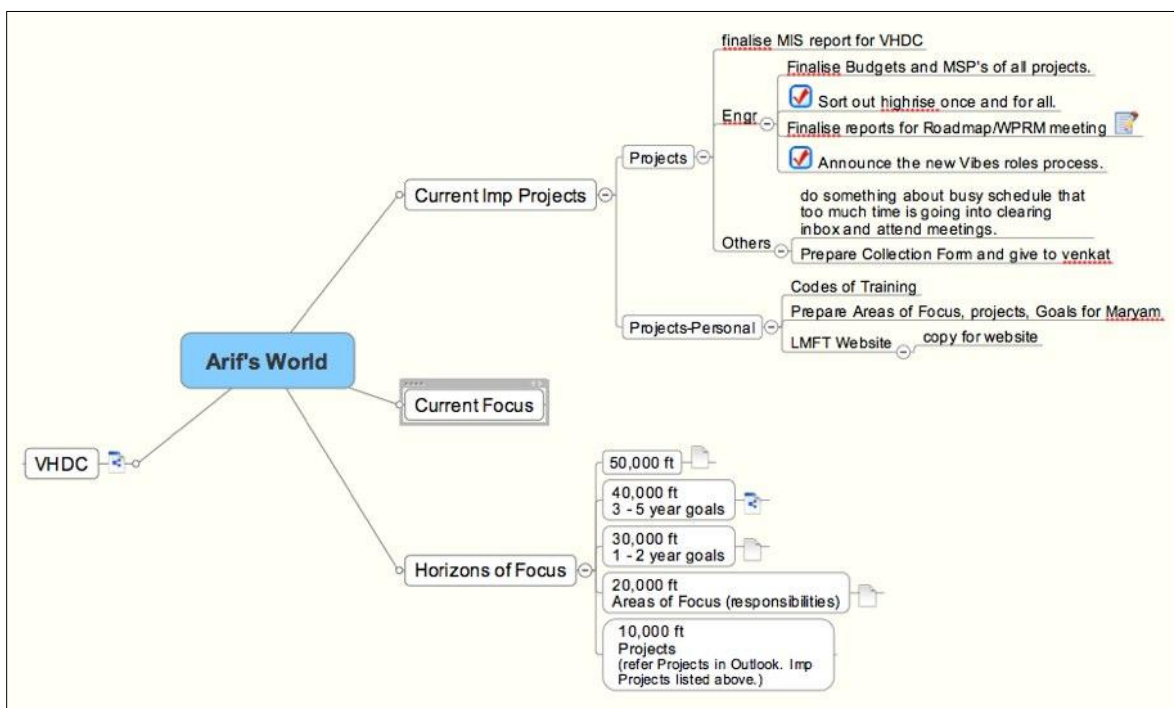 finalise MIS report for VHDC
Finalise Budgets and MSP's of all projects.
Sort out highrise once and for all.
Engr
Finalise reports for Roadmap/WPRM meeting
Announce the new Vibes roles process.
Projects
Current Imp Projects
do something about busy schedule that
too much time is going into clearing
inbox and attend meetings.
Others
Prepare Collection Form and give to venkat
Codes of Training
Projects-Personal
Prepare Areas of Focus, projects, Goals for Maryam
LMFT Website
copy for website
Arif's World
Current Focus
VHDC
50,000 ft
40,000 ft
3 - 5 year goals
30,000 ft
1 - 2 year goals
Horizons of Focus
20,000 ft
Areas of Focus (responsibilities)
10,000 ft
Projects
(refer Projects in Outlook. Imp
Projects listed above.)